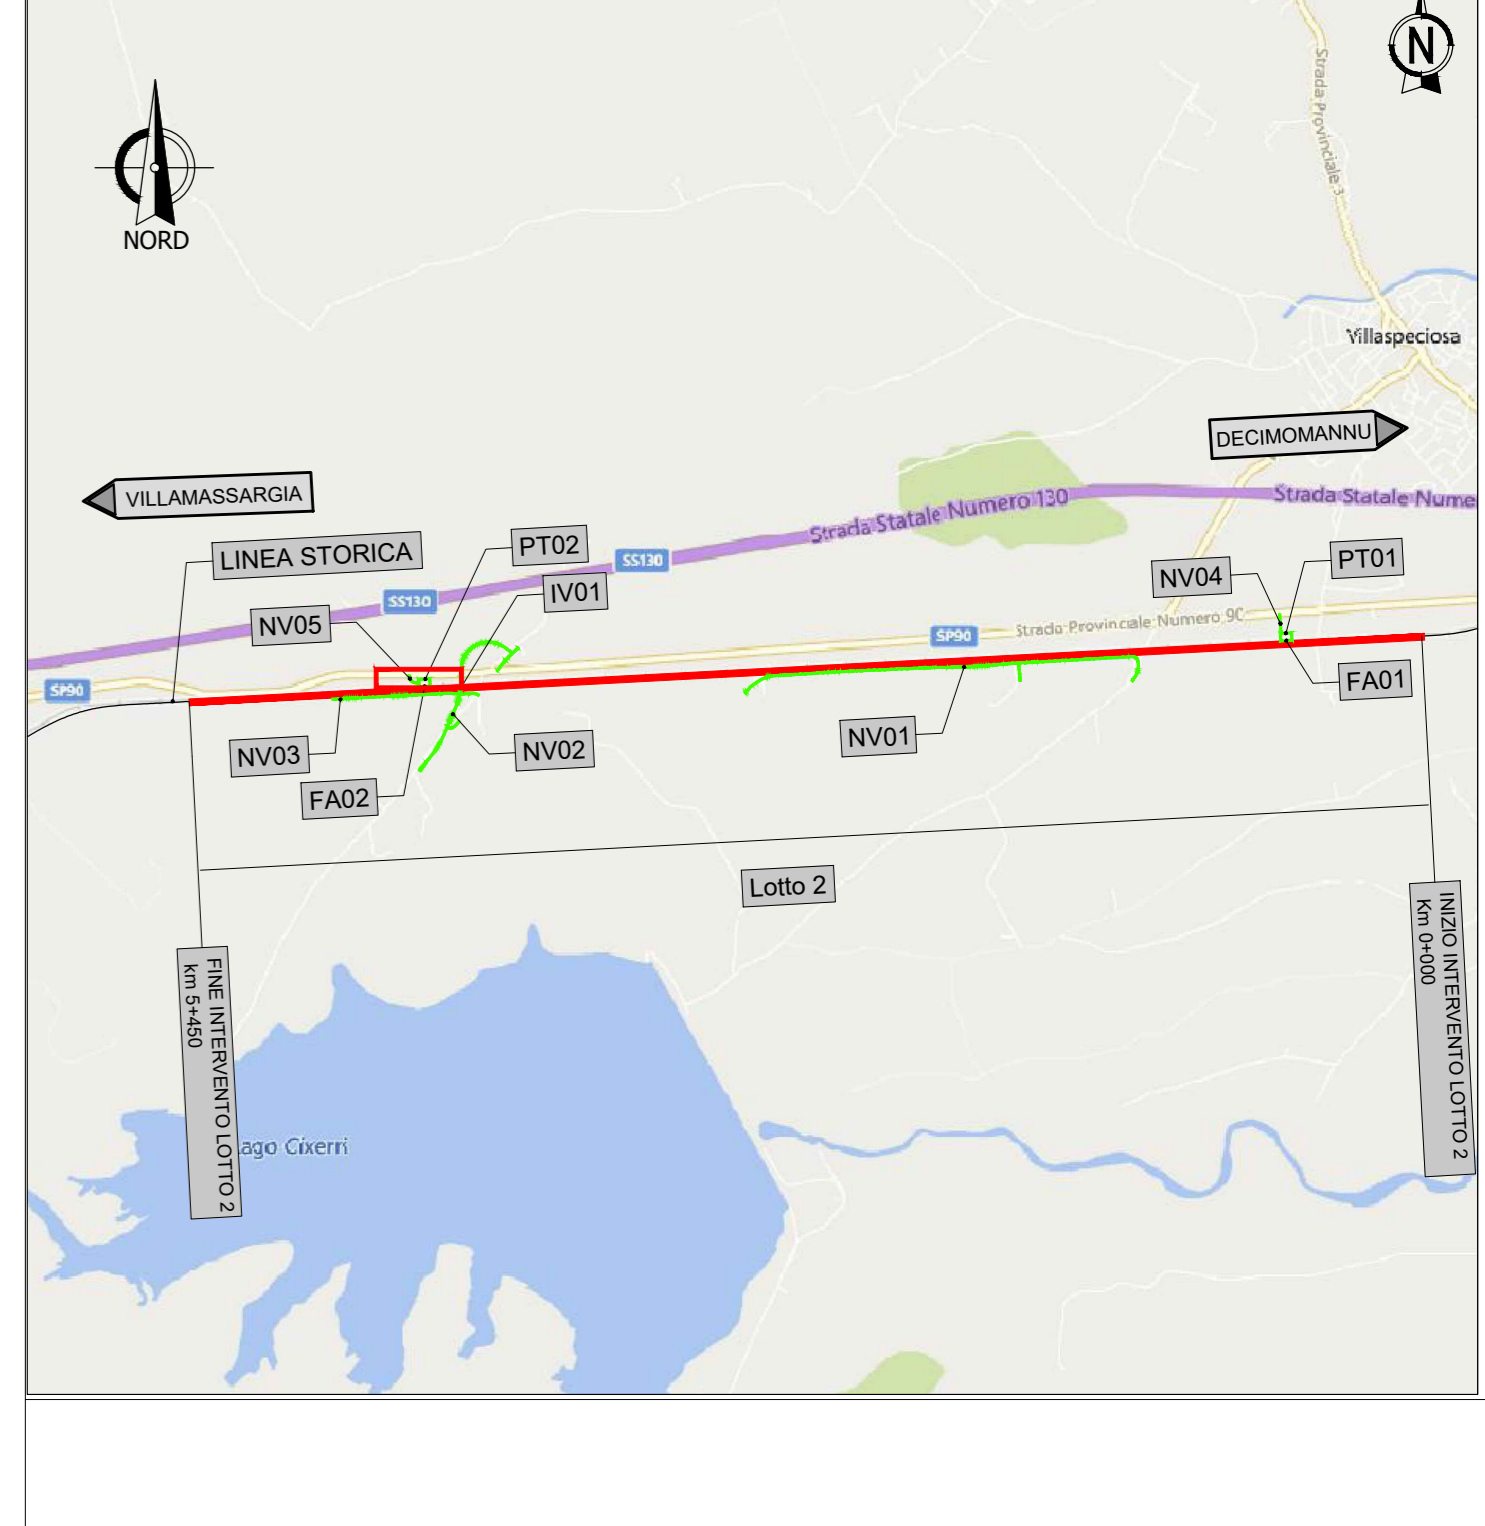 N
Strada Provinciale 3
NORD
Villaspeciosa
DECIMOMANNU
VILLAMASSARGIA
Strada Statale Numero 130
Strada Statale Nume
LINEA STORICA
PT02
SS130
PT01
IV01
NV04
SS130
NV05
SP90
Strada Provinciale Numero 90
SP90
FA01
NV03
NV02
NV01
FA02
Lotto 2
INIZIO INTERVENTO LOTTO 2
Km 0+000
FINE INTERVENTO LOTTO 2
km 5+450
ago Cixerri